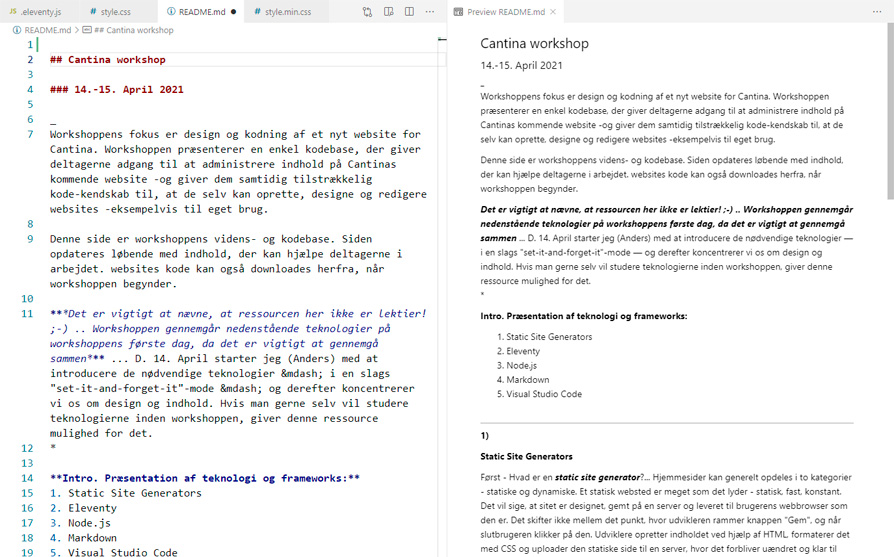 .eleventy.js
style.css
README.md
style.min.css
Preview README.md
README.md > ## Cantina workshop
1
2 ## Cantina workshop
3
4 ### 14.-15. April 2021
5
6 _
7 Workshoppens fokus er design og kodning af et nyt website for
Cantina. Workshoppen præsenterer en enkel kodebase, der giver
deltagerne adgang til at administrere indhold på Cantinas
kommende website -og giver dem samtidig tilstrækkelig
kode-kendskab til, at de selv kan oprette, designe og redigere
websites -eksempelvis til eget brug.
8
9 Denne side er workshoppens videns- og kodebase. Siden
opdateres løbende med indhold, der kan hjælpe deltagerne i
arbejdet. websites kode kan også downloades herfra, når
workshoppen begynder.
10
11 ***Det er vigtigt at nævne, at ressourcen her ikke er lektier!
;-) .. Workshoppen gennemgår nedenstående teknologier på
workshoppens første dag, da det er vigtigt at gennemgå
sammen*** ... D. 14. April starter jeg (Anders) med at
introducere de nødvendige teknologier &mdash; i en slags
"set-it-and-forget-it"-mode &mdash; og derefter koncentrerer
vi os om design og indhold. Hvis man gerne selv vil studere
teknologierne inden workshoppen, giver denne ressource
mulighed for det.
12 *
13
14 **Intro. Præsentation af teknologi og frameworks:**
15 1. Static Site Generators
16 2. Eleventy
17 3. Node.js
18 4. Markdown
19 5. Visual Studio Code
Cantina workshop
14.-15. April 2021
_
Workshoppens fokus er design og kodning af et nyt website for Cantina. Workshoppen
præsenterer en enkel kodebase, der giver deltagerne adgang til at administrere indhold på
Cantinas kommende website -og giver dem samtidig tilstrækkelig kode-kendskab til, at de
selv kan oprette, designe og redigere websites -eksempelvis til eget brug.
Denne side er workshoppens videns- og kodebase. Siden opdateres løbende med indhold,
der kan hjælpe deltagerne i arbejdet. websites kode kan også downloades herfra, når
workshoppen begynder.
Det er vigtigt at nævne, at ressourcen her ikke er lektier! ;-) .. Workshoppen gennemgår
nedenstående teknologier på workshoppens første dag, da det er vigtigt at gennemgå
sammen ... D. 14. April starter jeg (Anders) med at introducere de nødvendige teknologier —
i en slags "set-it-and-forget-it"-mode — og derefter koncentrerer vi os om design og
indhold. Hvis man gerne selv vil studere teknologierne inden workshoppen, giver denne
ressource mulighed for det.
*
Intro. Præsentation af teknologi og frameworks:
1. Static Site Generators
2. Eleventy
3. Node.js
4. Markdown
5. Visual Studio Code
1)
Static Site Generators
Først - Hvad er en static site generator?... Hjemmesider kan generelt opdeles i to kategorier
- statiske og dynamiske. Et statisk websted er meget som det lyder - statisk, fast, konstant.
Det vil sige, at sitet er designet, gemt på en server og leveret til brugerens webbrowser som
den er. Det skifter ikke mellem det punkt, hvor udvikleren rammer knappen "Gem", og når
slutbrugeren klikker på den. Udviklere opretter indholdet ved hjælp af HTML, formaterer det
med CSS og uploader den statiske side til en server, hvor det forbliver uændret og klar til